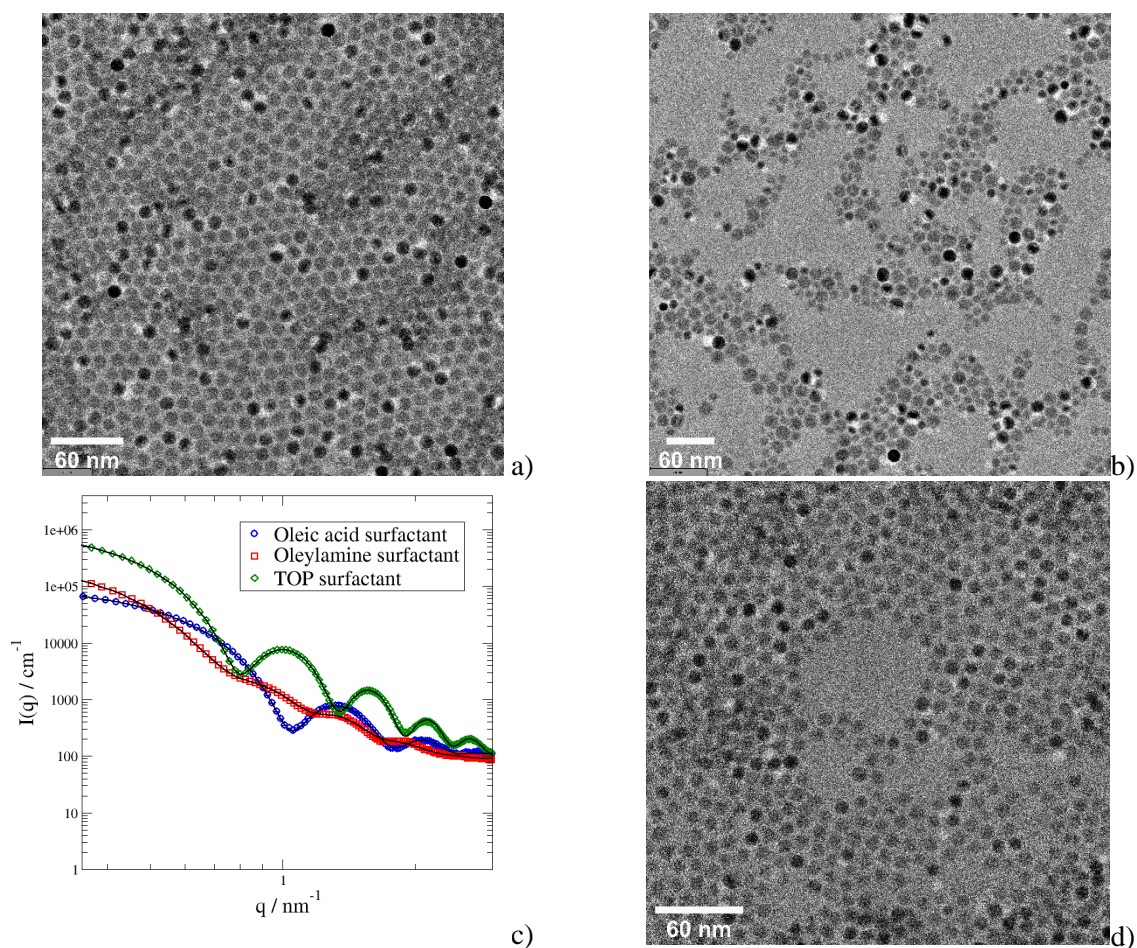 60 nm
a)
60 nm
b)
1e+06
1e+05
10000
1000
100
10
1
I(q) / cm-1
Oleic acid surfactant
Oleylamine surfactant
TOP surfactant
1
q / nm-1
c)
60 nm
d)